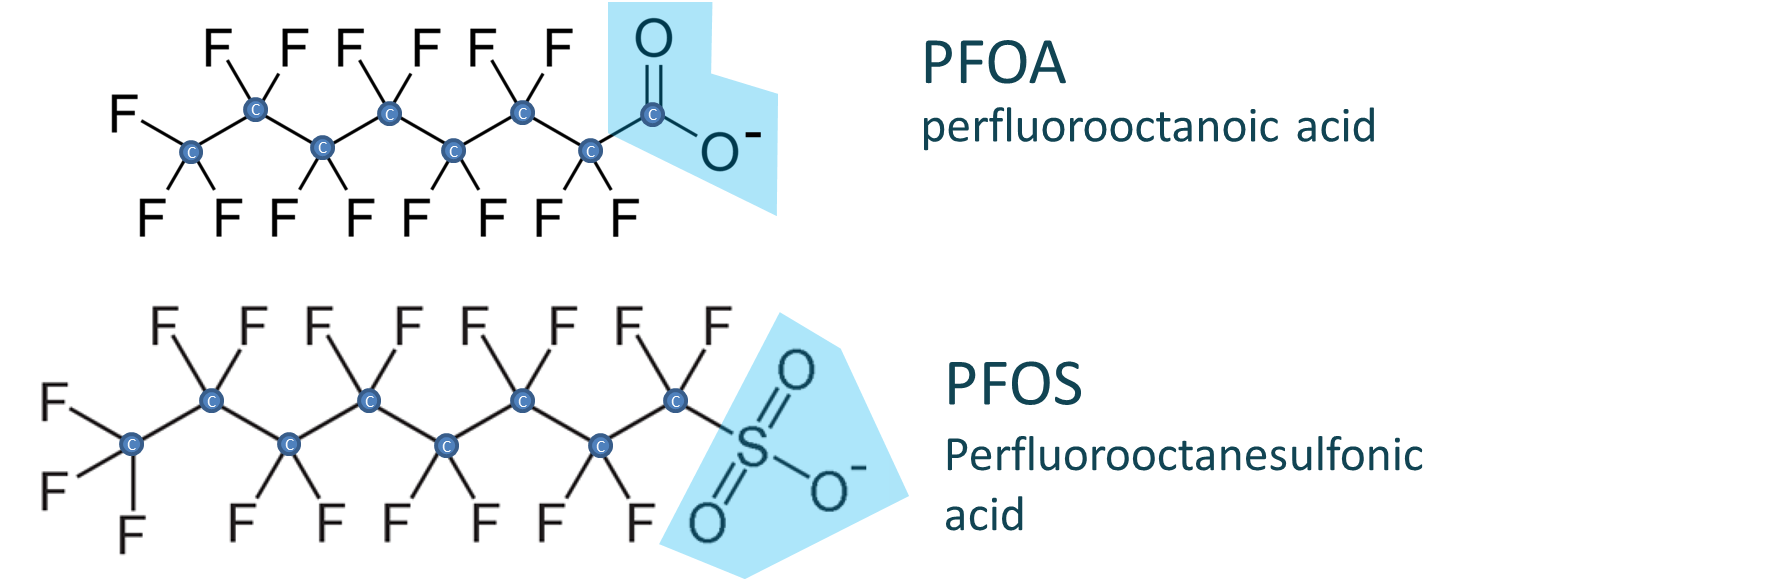 F F F F F F O
F C C C C
C C C C O-
F F F F F F F F
PFOA
perfluorooctanoic acid
F F F F F F F F
O
F C C C C
C C C C S
F O-
F F F F F F O
F
PFOS
Perfluorooctanesulfonic
acid